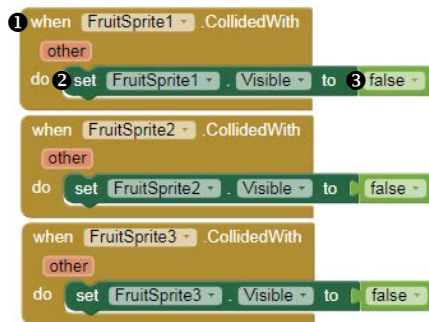 ❶ when FruitSprite1 .CollidedWith
other
do ❷ set FruitSprite1 . Visible to ❸ false
when FruitSprite2 .CollidedWith
other
do set FruitSprite2 . Visible to false
when FruitSprite3 .CollidedWith
other
do set FruitSprite3 . Visible to false